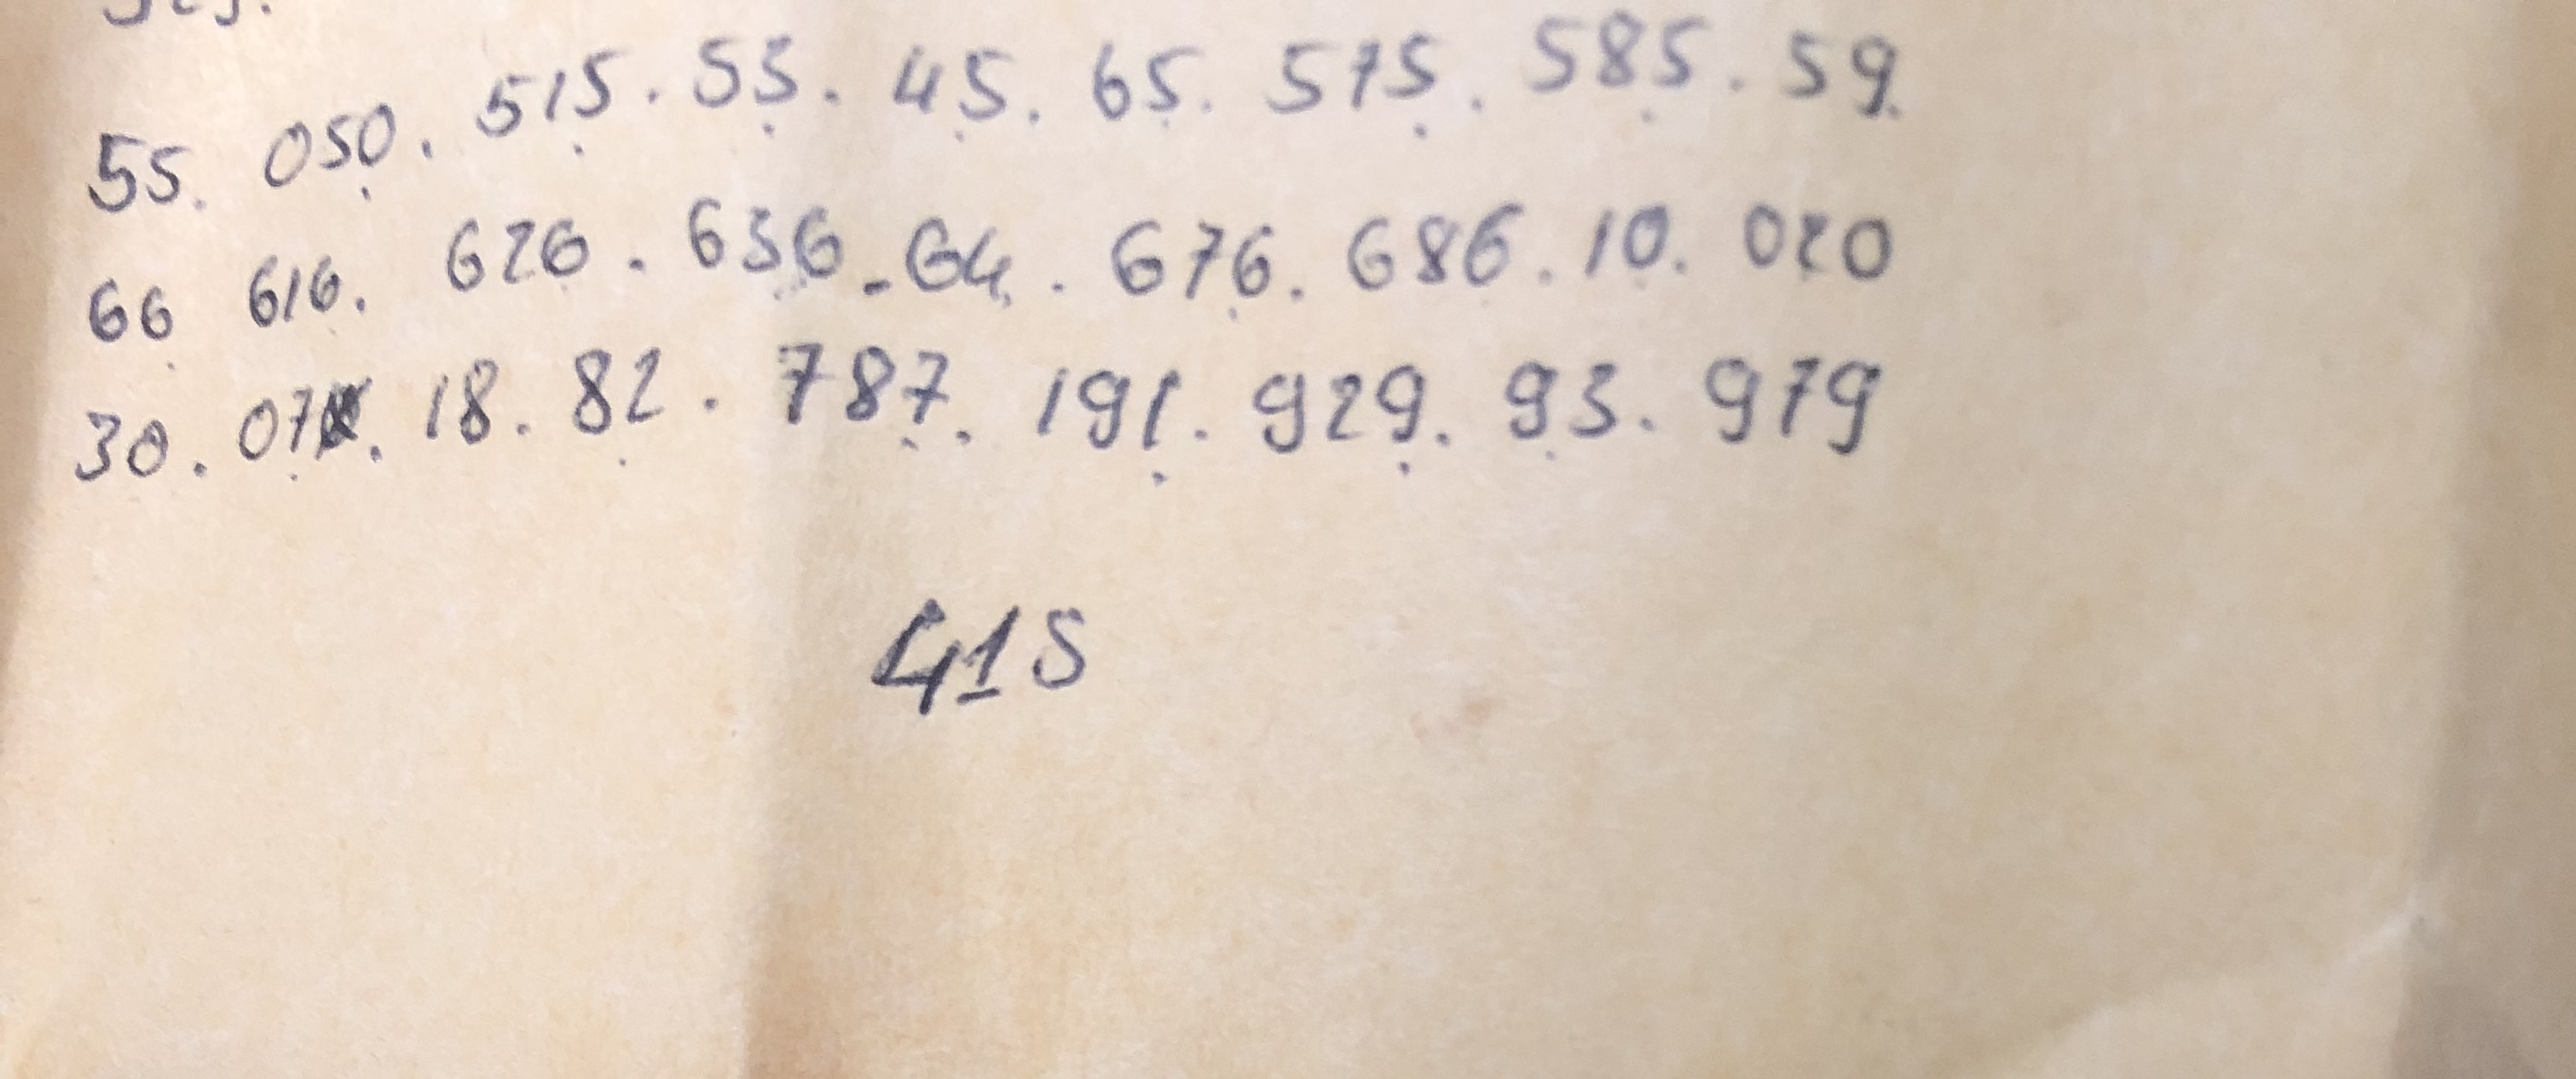 55. 050. 515. 53. 45. 65. 575. 585. 59.
66 616. 626. 636. 64. 676. 686. 10. 020
30. 07. 18. 82. 787. 191. 929. 93. 979
415